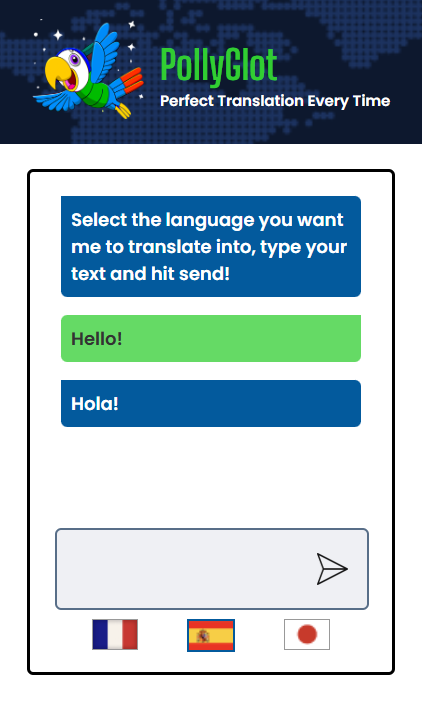 PollyGlot
Perfect Translation Every Time
Select the language you want
me to translate into, type your
text and hit send!
Hello!
Hola!